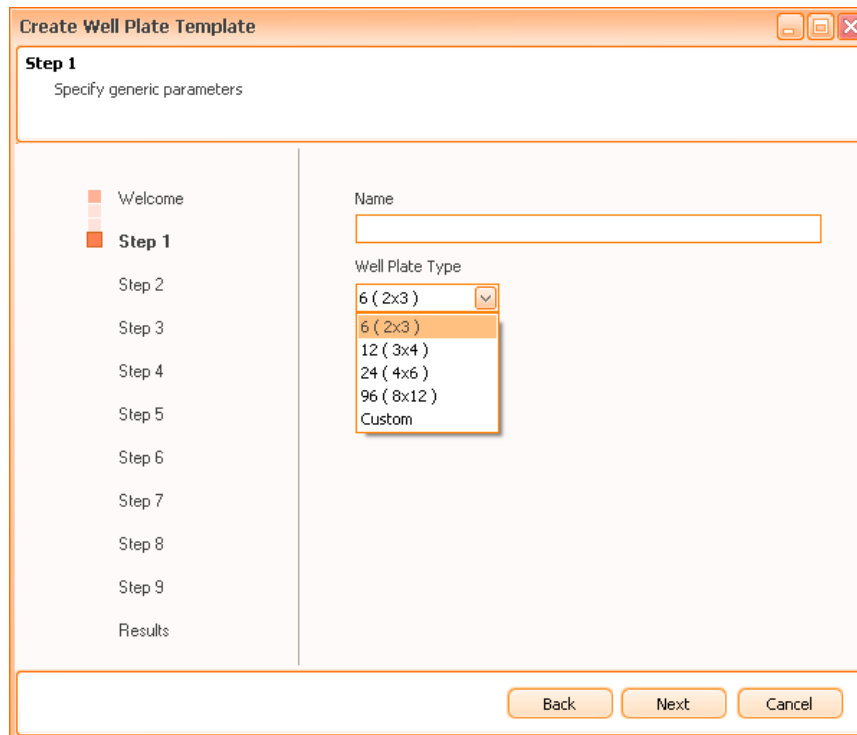 Create Well Plate Template
Step 1
Specify generic parameters
Welcome
Step 1
Step 2
Step 3
Step 4
Step 5
Step 6
Step 7
Step 8
Step 9
Results
Name
Well Plate Type
6 ( 2x3 )
6 ( 2x3 )
12 ( 3x4 )
24 ( 4x6 )
96 ( 8x12 )
Custom
Back
Next
Cancel